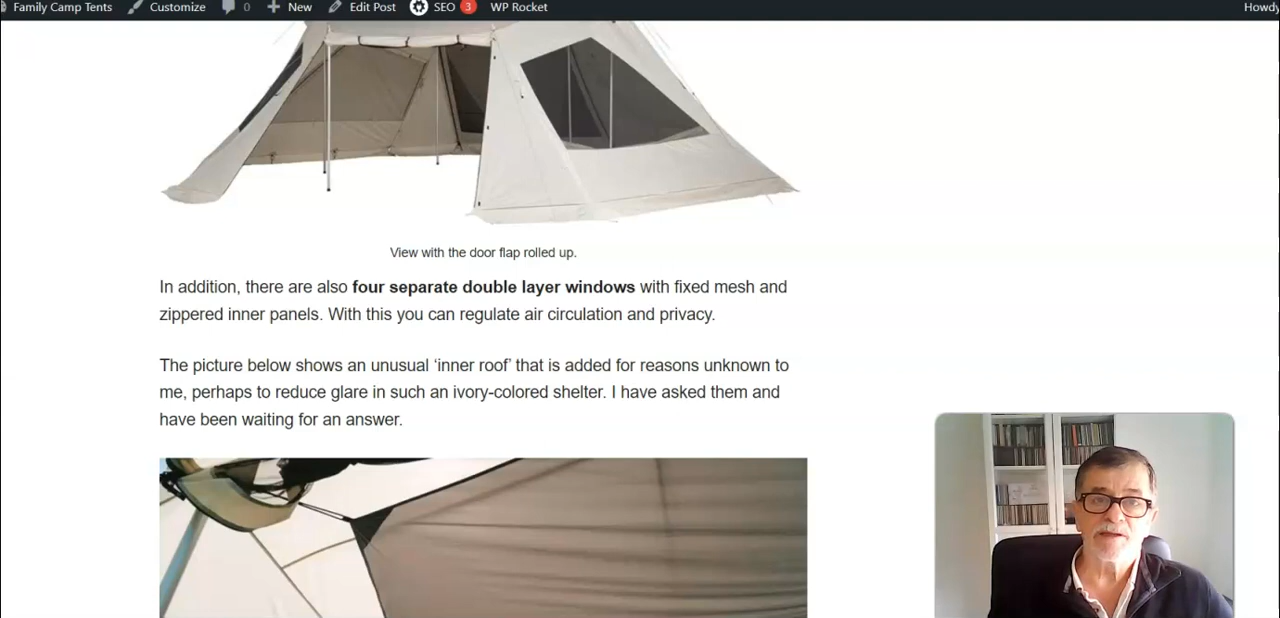 Family Camp Tents Customize 0 New Edit Post SEO 3 WP Rocket Howdy
View with the door flap rolled up.
In addition, there are also four separate double layer windows with fixed mesh and
zippered inner panels. With this you can regulate air circulation and privacy.
The picture below shows an unusual ‘inner roof’ that is added for reasons unknown to
me, perhaps to reduce glare in such an ivory-colored shelter. I have asked them and
have been waiting for an answer.